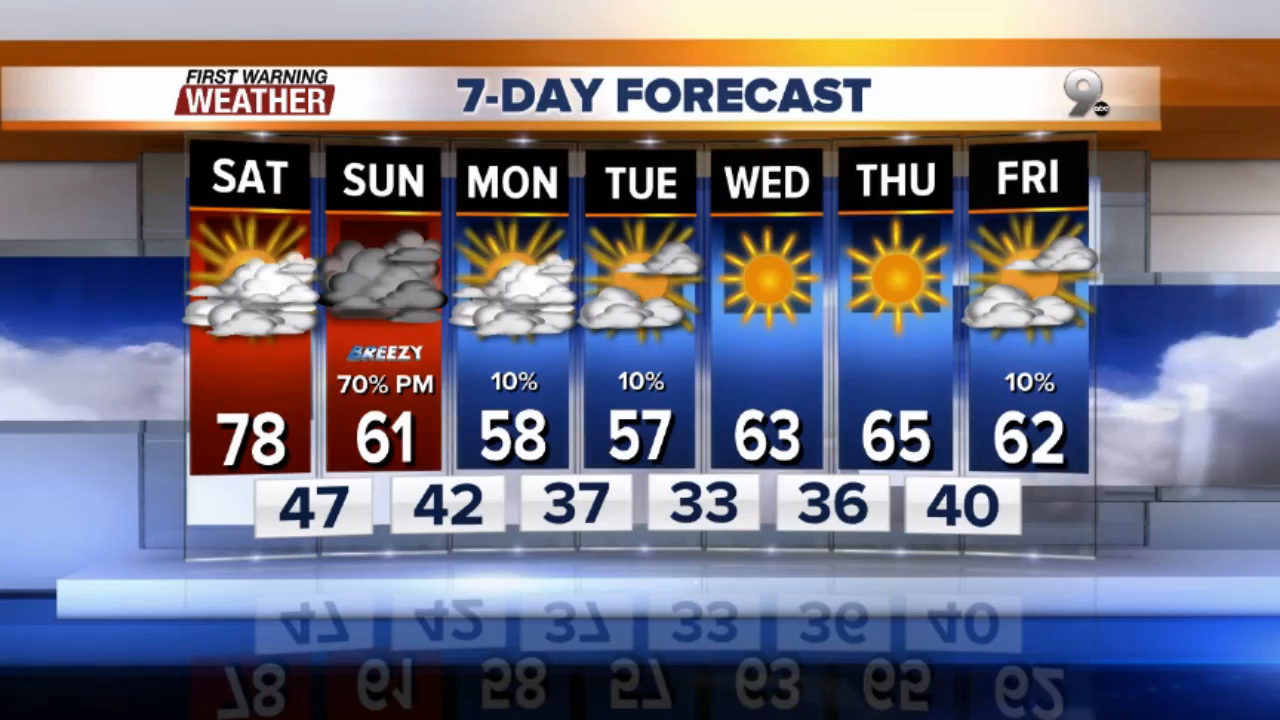 FIRST WARNING
WEATHER
7-DAY FORECAST
9
abc
SAT SUN MON TUE WED THU FRI
BREEZY
70% PM 10% 10% 10%
78 61 58 57 63 65 62
47 42 37 33 36 40